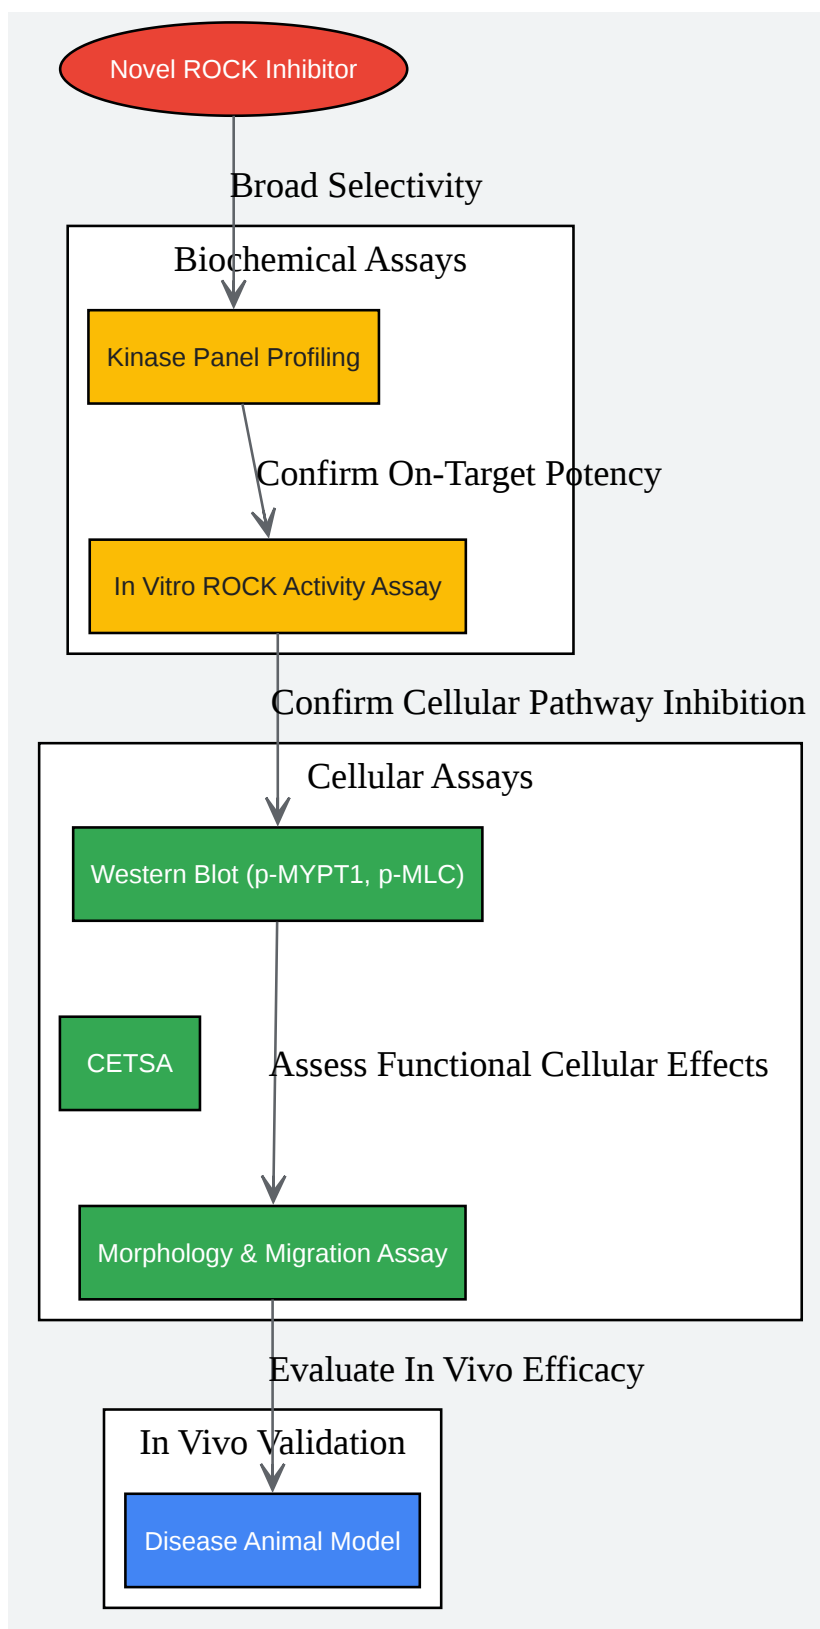 Novel ROCK Inhibitor
Broad Selectivity
Biochemical Assays
Kinase Panel Profiling
Confirm On-Target Potency
In Vitro ROCK Activity Assay
Confirm Cellular Pathway Inhibition
Cellular Assays
Western Blot (p-MYPT1, p-MLC)
CETSA
Assess Functional Cellular Effects
Morphology & Migration Assay
Evaluate In Vivo Efficacy
In Vivo Validation
Disease Animal Model